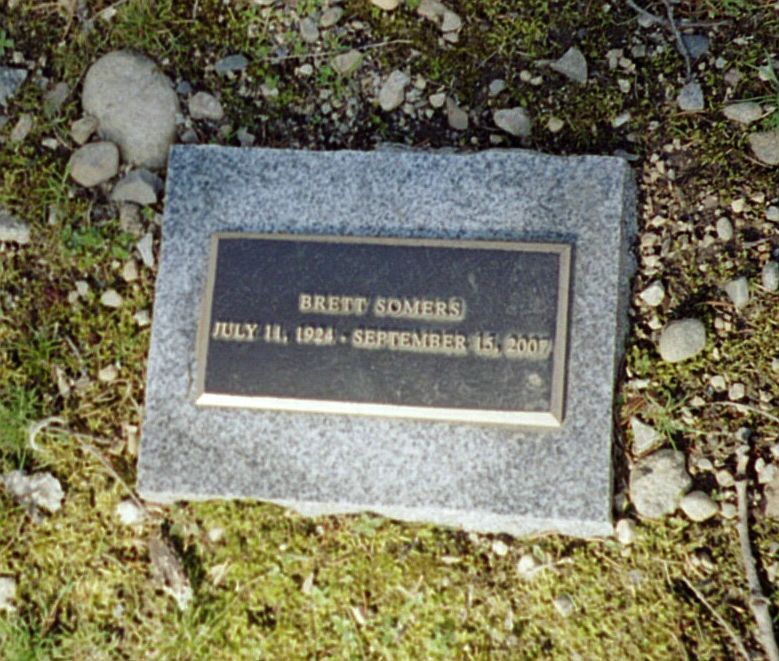 BRETT SOMERS
JULY 11, 1924 - SEPTEMBER 15, 2007